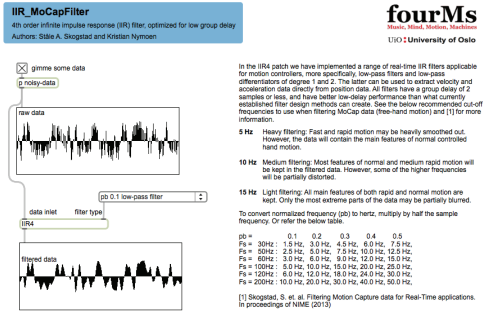 IIR_MoCapFilter
4th order infinite impulse response (IIR) filter, optimized for low group delay
Authors: Ståle A. Skogstad and Kristian Nymoen
fourMs
Music, Mind, Motion, Machines
UiO University of Oslo
gimme some data
p noisy-data
raw data
pb 0.1 low-pass filter
data inlet filter type
IIR4
filtered data
In the IIR4 patch we have implemented a range of real-time IIR filters applicable
for motion controllers, more specifically, low-pass filters and low-pass
differentiators of degree 1 and 2. The latter can be used to extract velocity and
acceleration data directly from position data. All filters have a group delay of 2
samples or less, and have better low-delay performance than what currently
established filter design methods can create. See the below recommended cut-off
frequencies to use when filtering MoCap data (free-hand motion) and [1] for more
information.
5 Hz Heavy filtering: Fast and rapid motion may be heavily smoothed out.
However, the data will contain the main features of normal controlled
hand motion.
10 Hz Medium filtering: Most features of normal and medium rapid motion will
be kept in the filtered data. However, some of the higher frequencies
will be partially distorted.
15 Hz Light filtering: All main features of both rapid and normal motion are
kept. Only the most extreme parts of the data may be partially blurred.
To convert normalized frequency (pb) to hertz, multiply by half the sample
frequency. Or refer the below table.
pb = 0.1 0.2 0.3 0.4 0.5
Fs = 30Hz : 1.5 Hz, 3.0 Hz, 4.5 Hz, 6.0 Hz, 7.5 Hz,
Fs = 50Hz : 2.5 Hz, 5.0 Hz, 7.5 Hz, 10.0 Hz, 12.5 Hz,
Fs = 60Hz : 3.0 Hz, 6.0 Hz, 9.0 Hz, 12.0 Hz, 15.0 Hz,
Fs = 100Hz : 5.0 Hz, 10.0 Hz, 15.0 Hz, 20.0 Hz, 25.0 Hz,
Fs = 120Hz : 6.0 Hz, 12.0 Hz, 18.0 Hz, 24.0 Hz, 30.0 Hz,
Fs = 200Hz : 10.0 Hz, 20.0 Hz, 30.0 Hz, 40.0 Hz, 50.0 Hz,
[1] Skogstad, S. et. al. Filtering Motion Capture data for Real-Time applications.
In proceedings of NIME (2013)